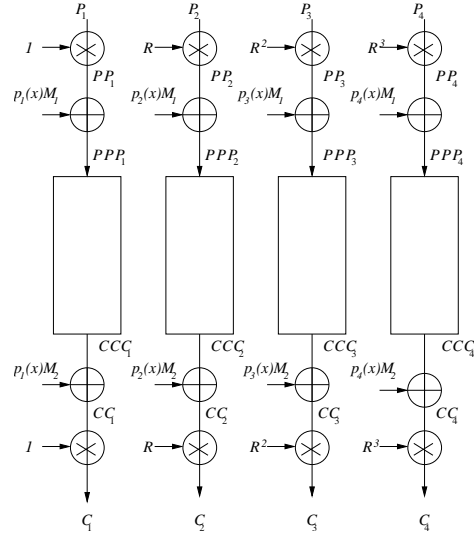 P₁ P₂ P₃ P₄
1 R R² R³
PP₁ PP₂ PP₃ PP₄
p₁(x)M₁ p₂(x)M₁ p₃(x)M₁ p₄(x)M₁
PPP₁ PPP₂ PPP₃ PPP₄
CCC₁ CCC₂ CCC₃ CCC₄
p₁(x)M₂ p₂(x)M₂ p₃(x)M₂ p₄(x)M₂
CC₁ CC₂ CC₃ CC₄
1 R R² R³
C₁ C₂ C₃ C₄